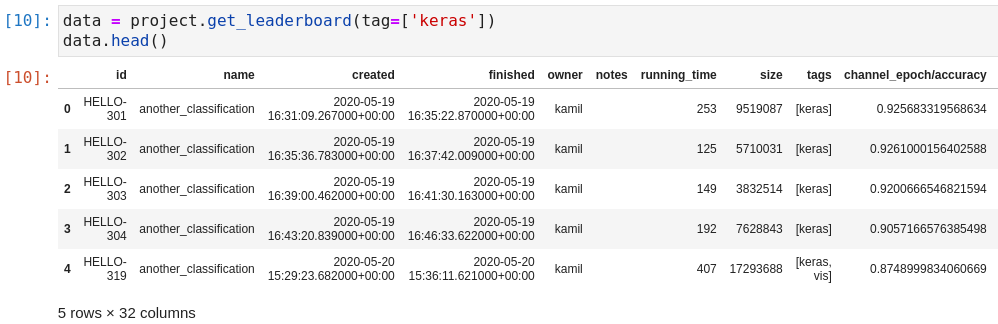 [10]: data = project.get_leaderboard(tag=['keras'])
data.head()
[10]: id name created finished owner notes running_time size tags channel_epoch/accuracy
0 HELLO-301 another_classification 2020-05-19 16:31:09.267000+00:00 2020-05-19 16:35:22.870000+00:00 kamil 253 9519087 [keras] 0.925683319568634
1 HELLO-302 another_classification 2020-05-19 16:35:36.783000+00:00 2020-05-19 16:37:42.009000+00:00 kamil 125 5710031 [keras] 0.9261000156402588
2 HELLO-303 another_classification 2020-05-19 16:39:00.462000+00:00 2020-05-19 16:41:30.163000+00:00 kamil 149 3832514 [keras] 0.9200666546821594
3 HELLO-304 another_classification 2020-05-19 16:43:20.839000+00:00 2020-05-19 16:46:33.622000+00:00 kamil 192 7628843 [keras] 0.9057166576385498
4 HELLO-319 another_classification 2020-05-20 15:29:23.682000+00:00 2020-05-20 15:36:11.621000+00:00 kamil 407 17293688 [keras, vis] 0.8748999834060669
5 rows × 32 columns